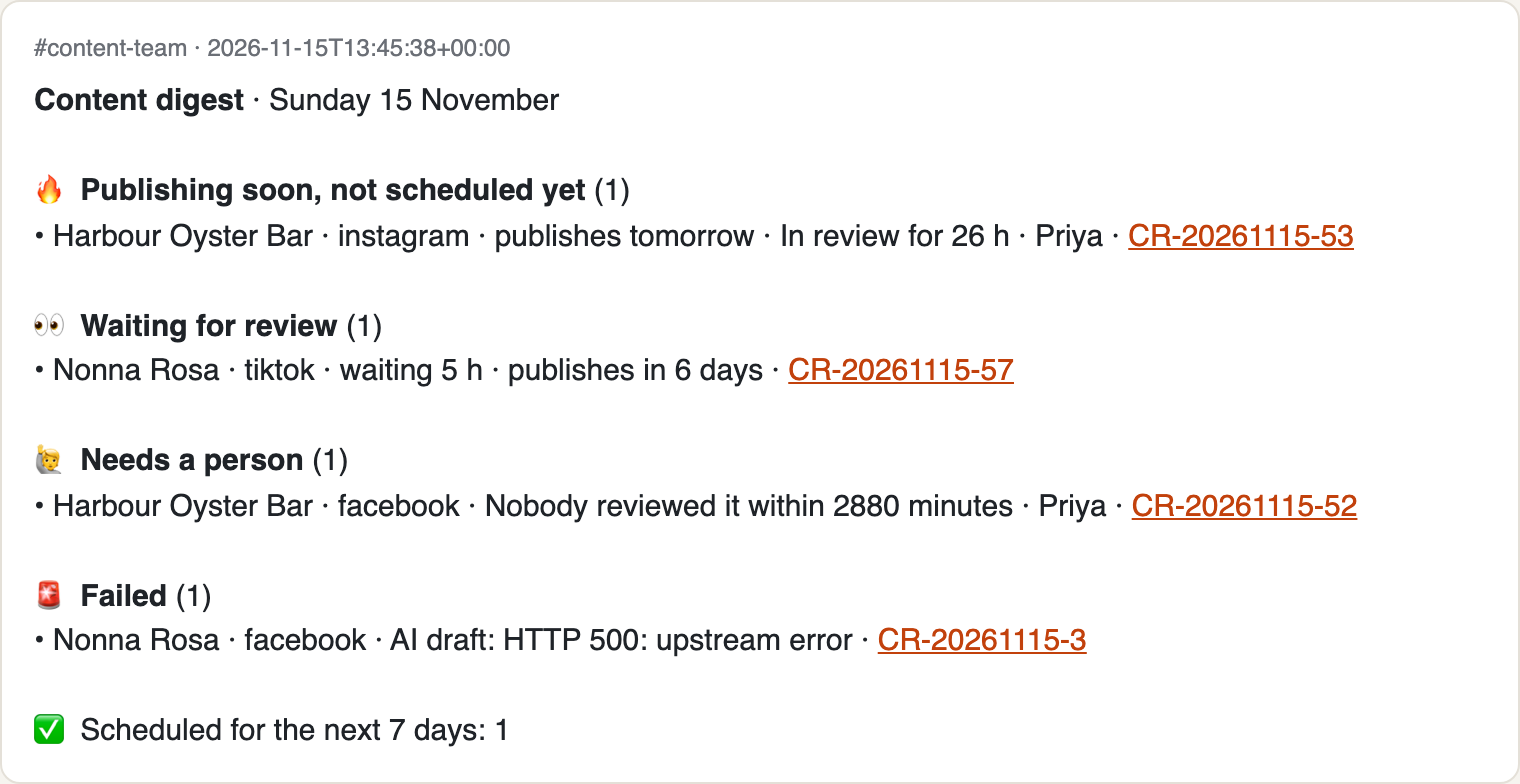 #content-team · 2026-11-15T13:45:38+00:00
Content digest · Sunday 15 November
🔥 Publishing soon, not scheduled yet (1)
• Harbour Oyster Bar · instagram · publishes tomorrow · In review for 26 h · Priya · CR-20261115-53
👀 Waiting for review (1)
• Nonna Rosa · tiktok · waiting 5 h · publishes in 6 days · CR-20261115-57
🙋 Needs a person (1)
• Harbour Oyster Bar · facebook · Nobody reviewed it within 2880 minutes · Priya · CR-20261115-52
🚨 Failed (1)
• Nonna Rosa · facebook · AI draft: HTTP 500: upstream error · CR-20261115-3
✅ Scheduled for the next 7 days: 1